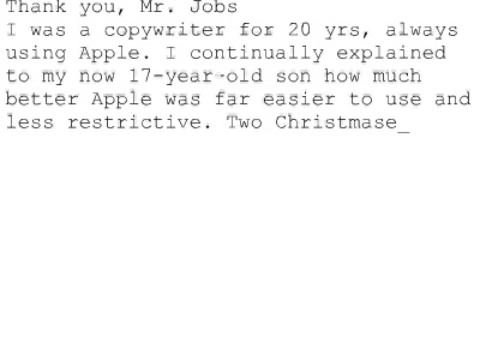 Thank you, Mr. Jobs
I was a copywriter for 20 yrs, always
using Apple. I continually explained
to my now 17-year-old son how much
better Apple was far easier to use and
less restrictive. Two Christmase_